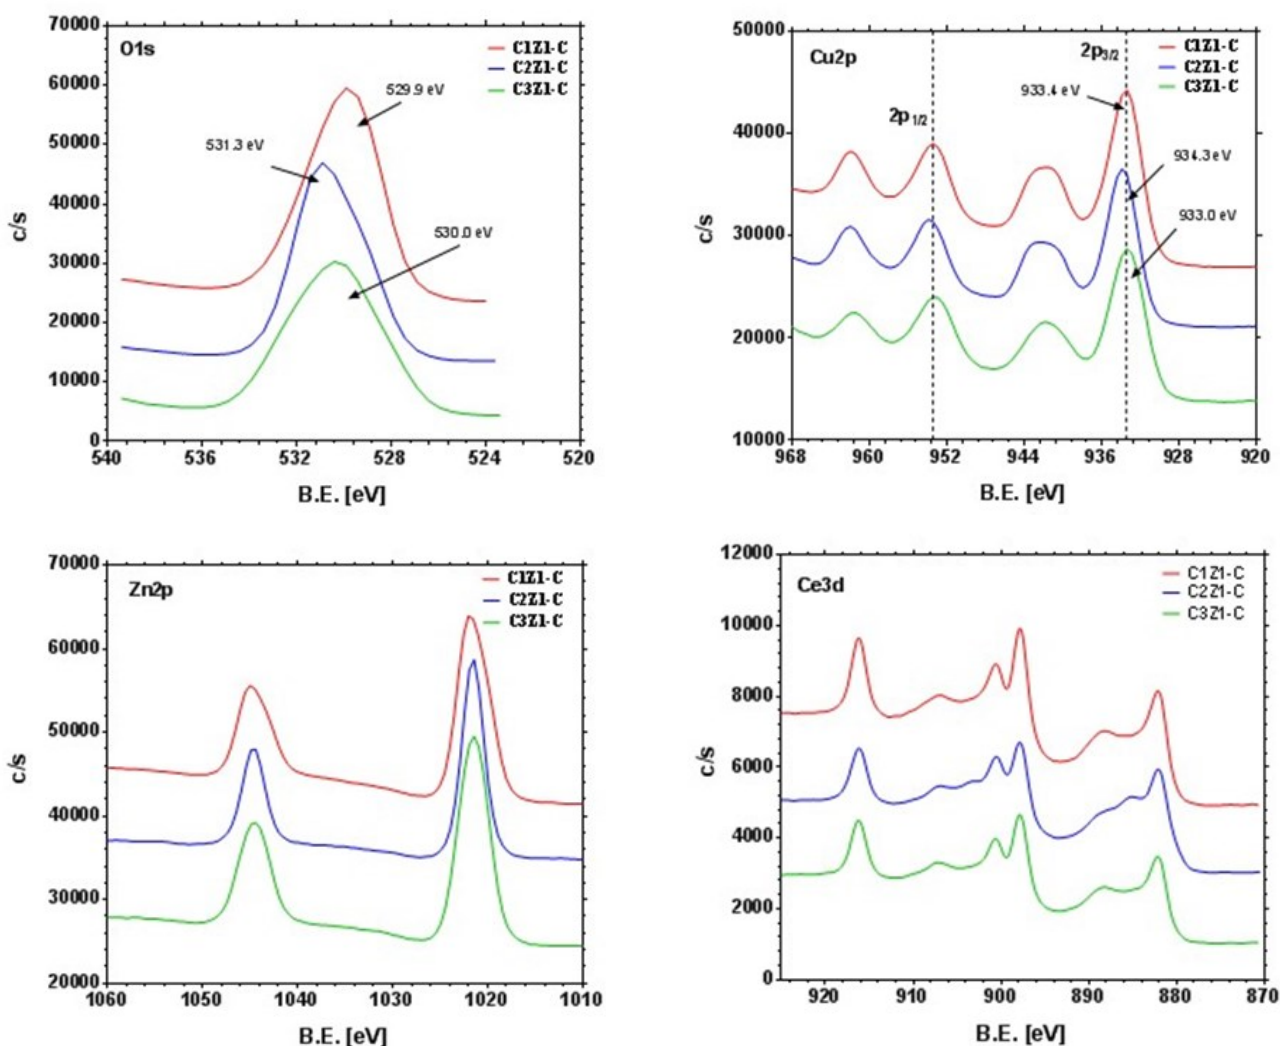 O1s
C1Z1-C
C2Z1-C
C3Z1-C
529.9 eV
531.3 eV
530.0 eV
70000
60000
50000
40000
30000
20000
10000
0
c/s
540 536 532 528 524 520
B.E. [eV]
Cu2p
2p3/2
C1Z1-C
C2Z1-C
C3Z1-C
933.4 eV
2p 1/2
934.3 eV
933.0 eV
50000
40000
30000
20000
10000
c/s
968 960 952 944 936 928 920
B.E. [eV]
Zn2p
C1Z1-C
C2Z1-C
C3Z1-C
70000
60000
50000
40000
30000
20000
c/s
1060 1050 1040 1030 1020 1010
B.E. [eV]
Ce3d
C1Z1-C
C2Z1-C
C3Z1-C
12000
10000
8000
6000
4000
2000
0
c/s
920 910 900 890 880 870
B.E. [eV]